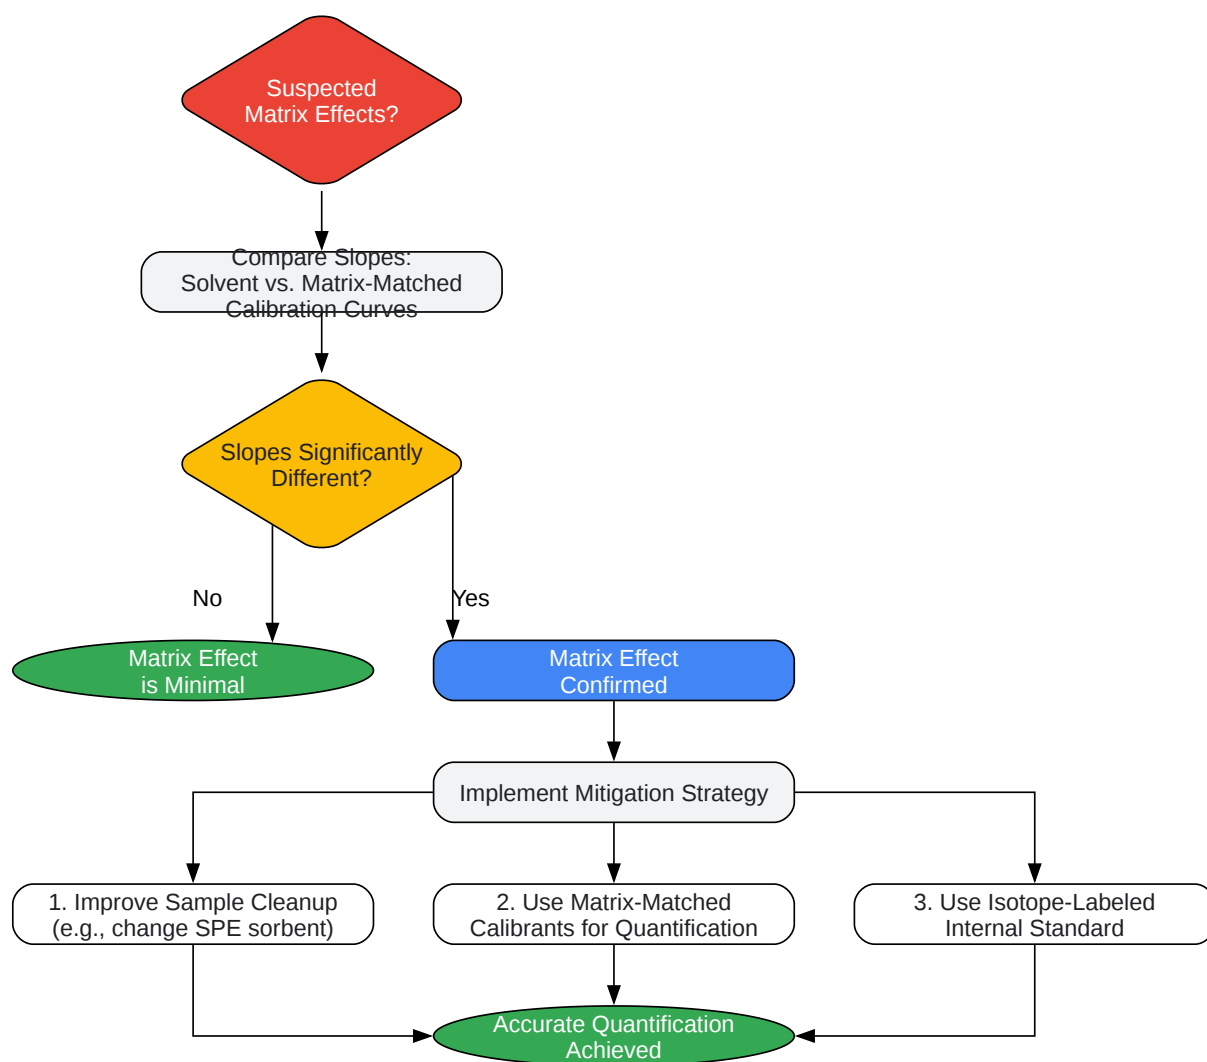 Suspected
Matrix Effects?
Compare Slopes:
Solvent vs. Matrix-Matched
Calibration Curves
Slopes Significantly
Different?
No
Yes
Matrix Effect
is Minimal
Matrix Effect
Confirmed
Implement Mitigation Strategy
1. Improve Sample Cleanup
(e.g., change SPE sorbent)
2. Use Matrix-Matched
Calibrants for Quantification
3. Use Isotope-Labeled
Internal Standard
Accurate Quantification
Achieved